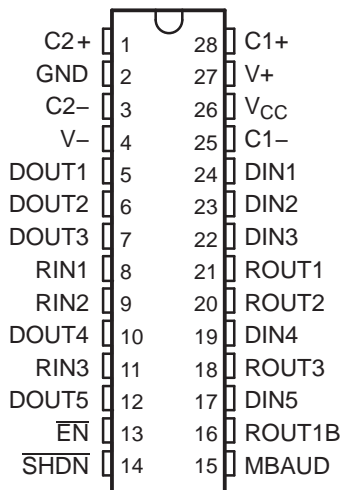 C2+ 1 28 C1+
GND 2 27 V+
C2− 3 26 VCC
V− 4 25 C1−
DOUT1 5 24 DIN1
DOUT2 6 23 DIN2
DOUT3 7 22 DIN3
RIN1 8 21 ROUT1
RIN2 9 20 ROUT2
DOUT4 10 19 DIN4
RIN3 11 18 ROUT3
DOUT5 12 17 DIN5
E̅N̅ 13 16 ROUT1B
S̅H̅D̅N̅ 14 15 MBAUD